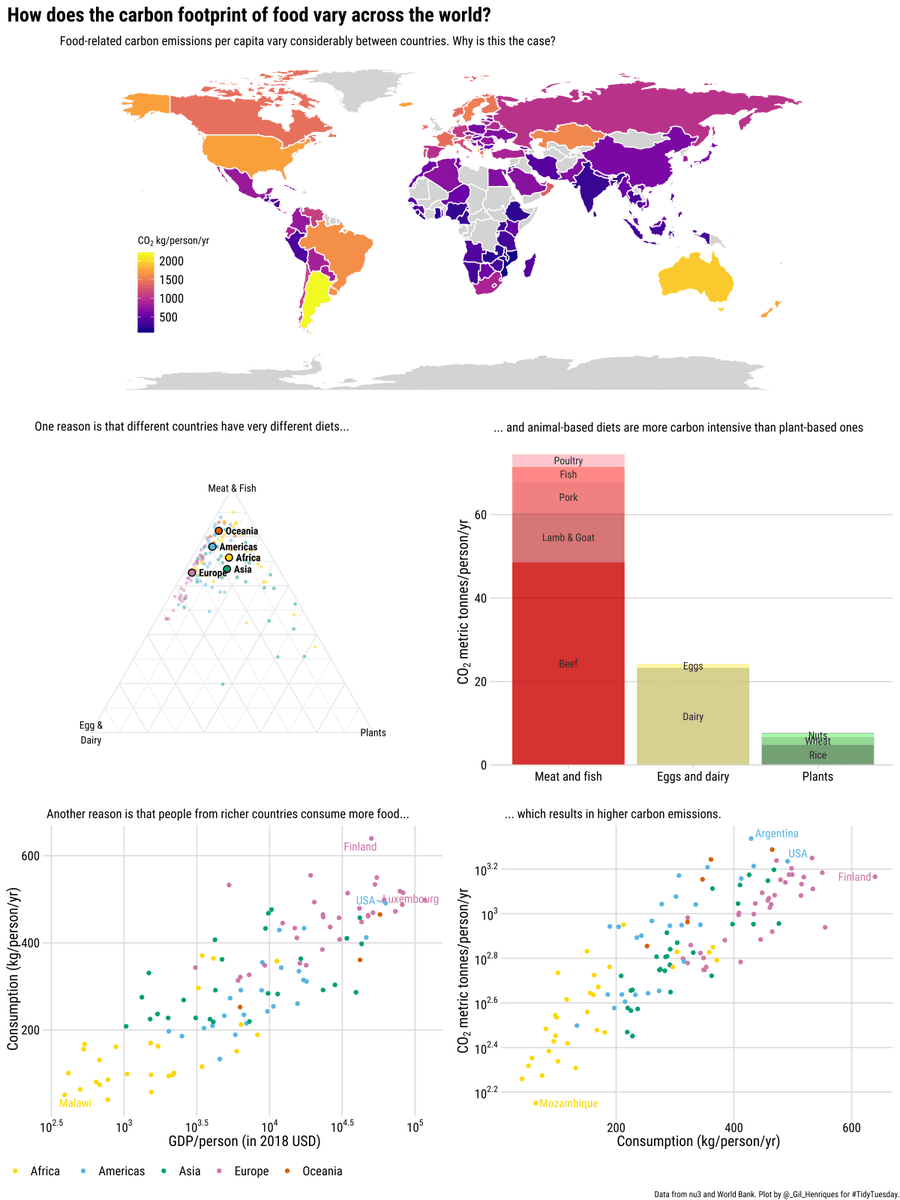 How does the carbon footprint of food vary across the world?
Food-related carbon emissions per capita vary considerably between countries. Why is this the case?
CO₂ kg/person/yr
2000
1500
1000
500
One reason is that different countries have very different diets...
Meat & Fish
Oceania
Americas
Africa
Asia
Europe
Egg &
Dairy
Plants
... and animal-based diets are more carbon intensive than plant-based ones
CO₂ metric tonnes/person/yr
60
40
20
0
Poultry
Fish
Pork
Lamb & Goat
Beef
Eggs
Dairy
Nuts
Wheat
Rice
Meat and fish
Eggs and dairy
Plants
Another reason is that people from richer countries consume more food...
Consumption (kg/person/yr)
600
400
200
Finland
USA
Luxembourg
Malawi
10^2.5
10^3
10^3.5
10^4
10^4.5
10^5
GDP/person (in 2018 USD)
... which results in higher carbon emissions.
CO₂ metric tonnes/person/yr
10^3.2
10^3
10^2.8
10^2.6
10^2.4
10^2.2
Argentina
USA
Finland
Mozambique
200
400
600
Consumption (kg/person/yr)
Africa
Americas
Asia
Europe
Oceania
Data from nu3 and World Bank. Plot by @_Gil_Henriques for #TidyTuesday.